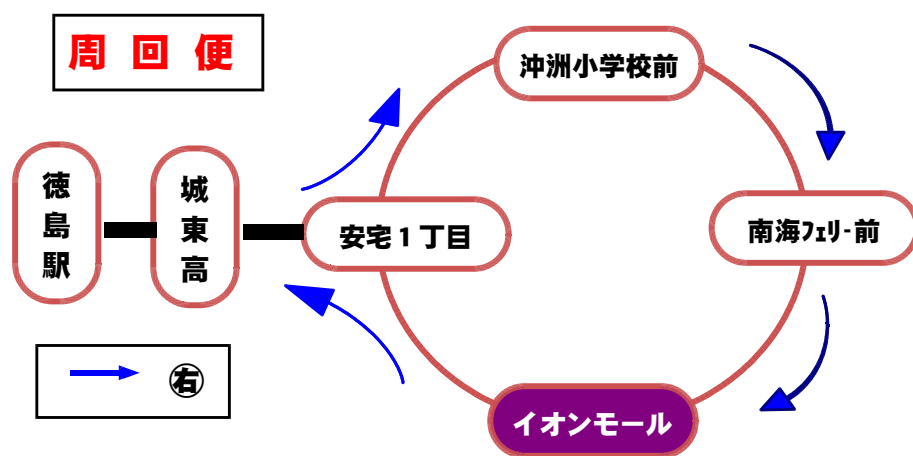 周回便
沖洲小学校前
徳島駅
城東高
安宅1丁目
南海ﾌｪﾘ-前
㊨
イオンモール